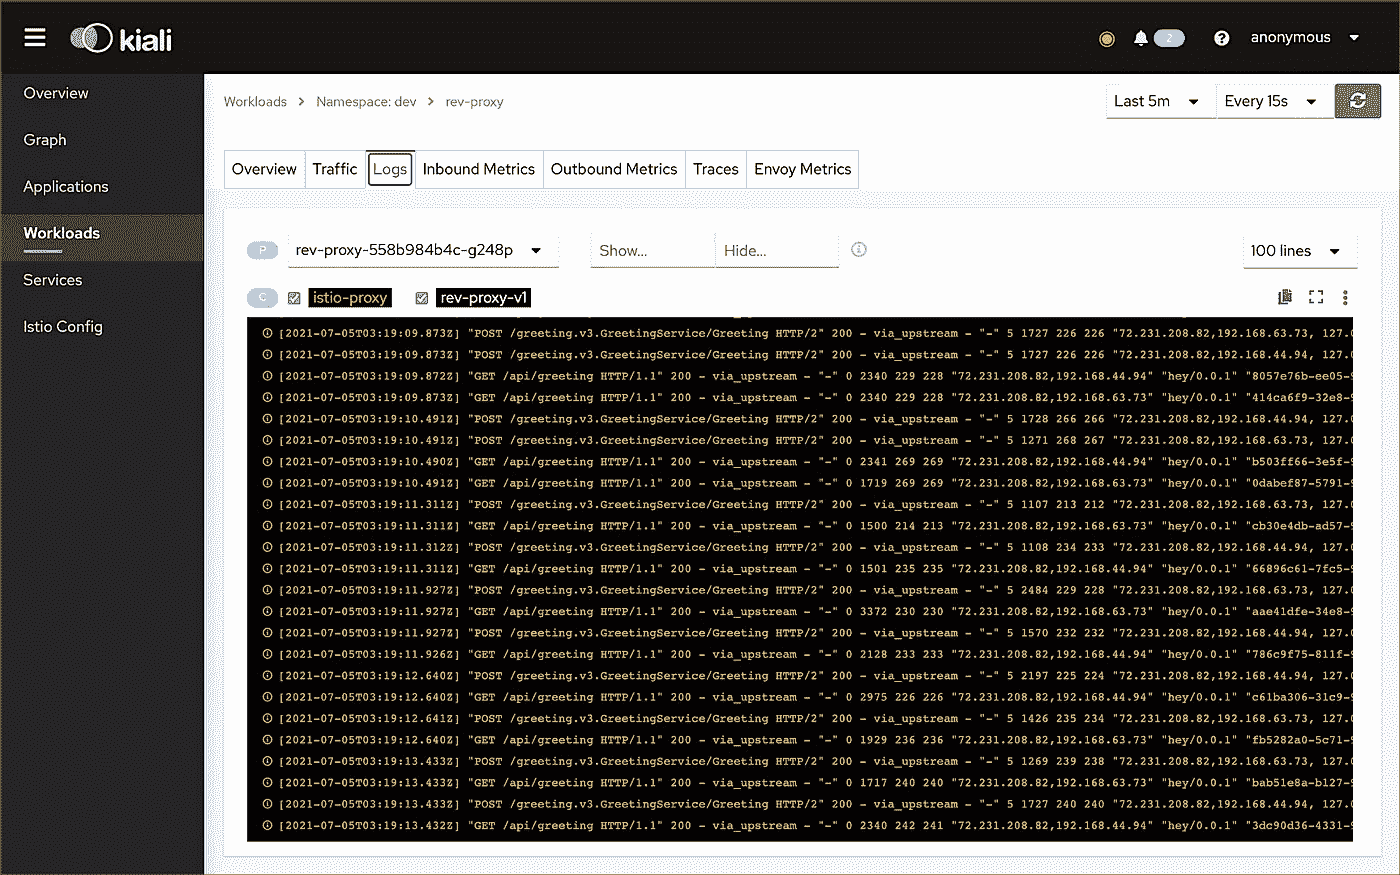 kiali
2
anonymous
Overview
Graph
Applications
Workloads
Services
Istio Config
Workloads > Namespace: dev > rev-proxy
Last 5m
Every 15s
Overview Traffic Logs Inbound Metrics Outbound Metrics Traces Envoy Metrics
P rev-proxy-558b984b4c-g248p Show... Hide... 100 lines
C istio-proxy rev-proxy-v1
[2021-07-05T03:19:09.873Z] "POST /greeting.v3.GreetingService/Greeting HTTP/2" 200 - via_upstream - "-" 5 1727 226 226 "72.231.208.82,192.168.63.73, 127.0
[2021-07-05T03:19:09.873Z] "POST /greeting.v3.GreetingService/Greeting HTTP/2" 200 - via_upstream - "-" 5 1727 226 226 "72.231.208.82,192.168.44.94, 127.0
[2021-07-05T03:19:09.872Z] "GET /api/greeting HTTP/1.1" 200 - via_upstream - "-" 0 2340 229 228 "72.231.208.82,192.168.44.94" "hey/0.0.1" "8057e76b-ee05-9
[2021-07-05T03:19:09.873Z] "GET /api/greeting HTTP/1.1" 200 - via_upstream - "-" 0 2340 229 228 "72.231.208.82,192.168.63.73" "hey/0.0.1" "414ca6f9-32e8-9
[2021-07-05T03:19:10.491Z] "POST /greeting.v3.GreetingService/Greeting HTTP/2" 200 - via_upstream - "-" 5 1728 266 266 "72.231.208.82,192.168.44.94, 127.0
[2021-07-05T03:19:10.491Z] "POST /greeting.v3.GreetingService/Greeting HTTP/2" 200 - via_upstream - "-" 5 1271 268 267 "72.231.208.82,192.168.63.73, 127.0
[2021-07-05T03:19:10.490Z] "GET /api/greeting HTTP/1.1" 200 - via_upstream - "-" 0 2341 269 269 "72.231.208.82,192.168.44.94" "hey/0.0.1" "b503ff66-3e5f-9
[2021-07-05T03:19:10.491Z] "GET /api/greeting HTTP/1.1" 200 - via_upstream - "-" 0 1719 269 269 "72.231.208.82,192.168.63.73" "hey/0.0.1" "0dabef87-5791-9
[2021-07-05T03:19:11.311Z] "POST /greeting.v3.GreetingService/Greeting HTTP/2" 200 - via_upstream - "-" 5 1107 213 212 "72.231.208.82,192.168.63.73, 127.0
[2021-07-05T03:19:11.311Z] "GET /api/greeting HTTP/1.1" 200 - via_upstream - "-" 0 1500 214 213 "72.231.208.82,192.168.63.73" "hey/0.0.1" "cb30e4db-ad57-9
[2021-07-05T03:19:11.312Z] "POST /greeting.v3.GreetingService/Greeting HTTP/2" 200 - via_upstream - "-" 5 1108 234 233 "72.231.208.82,192.168.44.94, 127.0
[2021-07-05T03:19:11.311Z] "GET /api/greeting HTTP/1.1" 200 - via_upstream - "-" 0 1501 235 235 "72.231.208.82,192.168.44.94" "hey/0.0.1" "66896c61-7fc5-9
[2021-07-05T03:19:11.927Z] "POST /greeting.v3.GreetingService/Greeting HTTP/2" 200 - via_upstream - "-" 5 2484 229 228 "72.231.208.82,192.168.63.73, 127.0
[2021-07-05T03:19:11.927Z] "GET /api/greeting HTTP/1.1" 200 - via_upstream - "-" 0 3372 230 230 "72.231.208.82,192.168.63.73" "hey/0.0.1" "aae41dfe-34e8-9
[2021-07-05T03:19:11.927Z] "POST /greeting.v3.GreetingService/Greeting HTTP/2" 200 - via_upstream - "-" 5 1570 232 232 "72.231.208.82,192.168.44.94, 127.0
[2021-07-05T03:19:11.926Z] "GET /api/greeting HTTP/1.1" 200 - via_upstream - "-" 0 2128 233 233 "72.231.208.82,192.168.44.94" "hey/0.0.1" "786c9f75-811f-9
[2021-07-05T03:19:12.640Z] "POST /greeting.v3.GreetingService/Greeting HTTP/2" 200 - via_upstream - "-" 5 2197 225 224 "72.231.208.82,192.168.44.94, 127.0
[2021-07-05T03:19:12.640Z] "GET /api/greeting HTTP/1.1" 200 - via_upstream - "-" 0 2975 226 226 "72.231.208.82,192.168.44.94" "hey/0.0.1" "c61ba306-31c9-9
[2021-07-05T03:19:12.641Z] "POST /greeting.v3.GreetingService/Greeting HTTP/2" 200 - via_upstream - "-" 5 1426 235 234 "72.231.208.82,192.168.63.73, 127.0
[2021-07-05T03:19:12.640Z] "GET /api/greeting HTTP/1.1" 200 - via_upstream - "-" 0 1929 236 236 "72.231.208.82,192.168.63.73" "hey/0.0.1" "fb5282a0-5c71-9
[2021-07-05T03:19:13.433Z] "POST /greeting.v3.GreetingService/Greeting HTTP/2" 200 - via_upstream - "-" 5 1269 239 238 "72.231.208.82,192.168.63.73, 127.0
[2021-07-05T03:19:13.433Z] "GET /api/greeting HTTP/1.1" 200 - via_upstream - "-" 0 1717 240 240 "72.231.208.82,192.168.63.73" "hey/0.0.1" "bab51e8a-b127-9
[2021-07-05T03:19:13.433Z] "POST /greeting.v3.GreetingService/Greeting HTTP/2" 200 - via_upstream - "-" 5 1727 240 240 "72.231.208.82,192.168.44.94, 127.0
[2021-07-05T03:19:13.432Z] "GET /api/greeting HTTP/1.1" 200 - via_upstream - "-" 0 2340 242 241 "72.231.208.82,192.168.44.94" "hey/0.0.1" "3dc90d36-4331-9